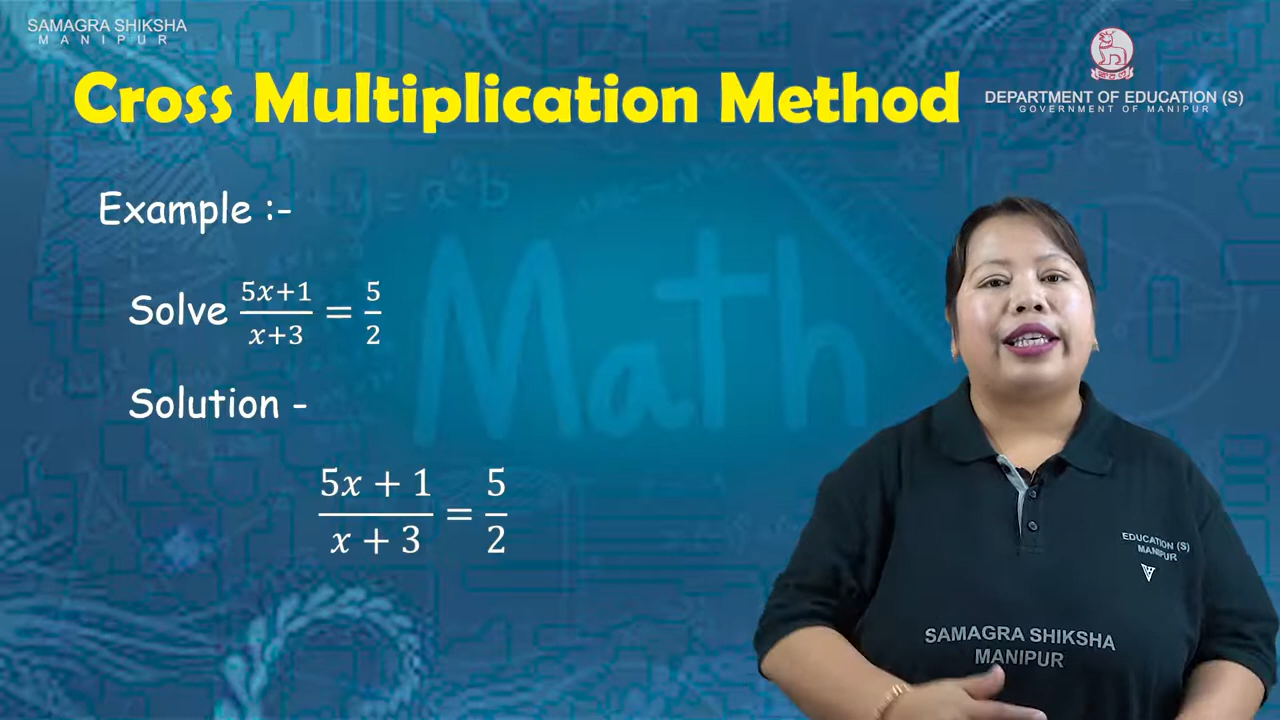 SAMAGRA SHIKSHA
MANIPUR
Cross Multiplication Method
DEPARTMENT OF EDUCATION (S)
GOVERNMENT OF MANIPUR
Example :-
Solve (5x+1)/(x+3) = 5/2
Solution -
(5x + 1)/(x + 3) = 5/2
Math
EDUCATION (S)
MANIPUR
SAMAGRA SHIKSHA
MANIPUR